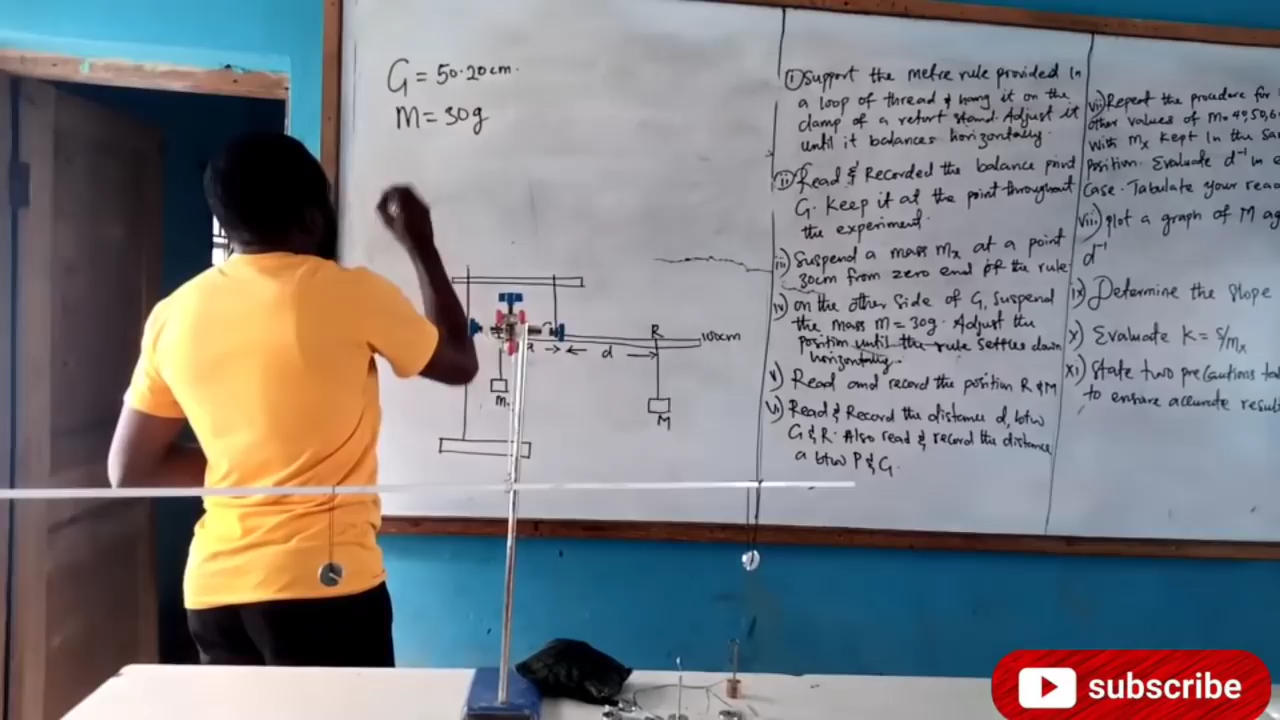 G = 50.20cm.
M = 30g
R
100cm
d
M
i) Support the metre rule provided in
a loop of thread & hang it on the
clamp of a retort stand. Adjust it
until it balances horizontally.
ii) Read & Recorded the balance point
G. Keep it at the point throughout
the experiment.
iii) Suspend a mass Mx at a point
30cm from zero end of the rule
iv) on the other side of G, suspend
the mass M = 30g. Adjust the
position until the rule settles down
horizontally.
v) Read and record the position R & M
vi) Read & Record the distance d, btw
G & R. Also read & record the distance
a btw P & G.
vii) Repeat the procedure for
other values of M = 40, 50, 6
with Mx kept in the sa
position. Evaluate d⁻¹ in
case. Tabulate your rea
viii) plot a graph of M ag
d⁻¹
ix) Determine the slope
x) Evaluate K = S/Mx
xi) State two precautions ta
to ensure accurate result
subscribe